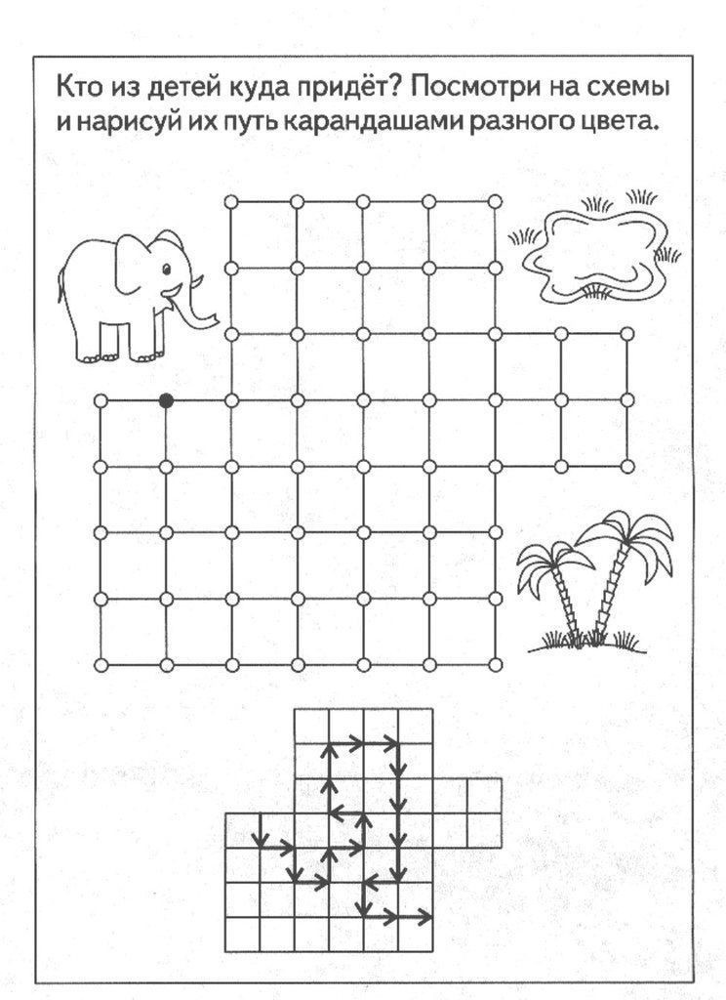 Кто из детей куда придёт? Посмотри на схемы
и нарисуй их путь карандашами разного цвета.